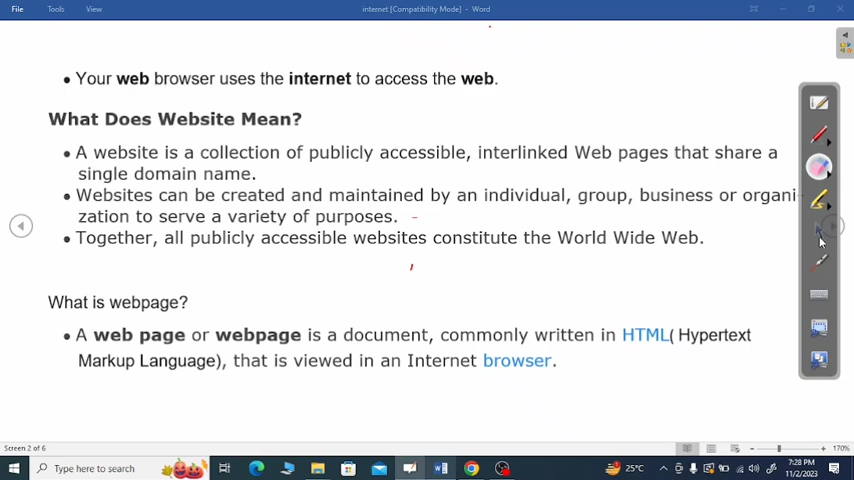 File Tools View internet [Compatibility Mode] - Word
• Your web browser uses the internet to access the web.
What Does Website Mean?
• A website is a collection of publicly accessible, interlinked Web pages that share a
single domain name.
• Websites can be created and maintained by an individual, group, business or organi-
zation to serve a variety of purposes.
• Together, all publicly accessible websites constitute the World Wide Web.
What is webpage?
• A web page or webpage is a document, commonly written in HTML( Hypertext
Markup Language), that is viewed in an Internet browser.
Screen 2 of 6
170%
Type here to search
25°C
7:28 PM
11/2/2023